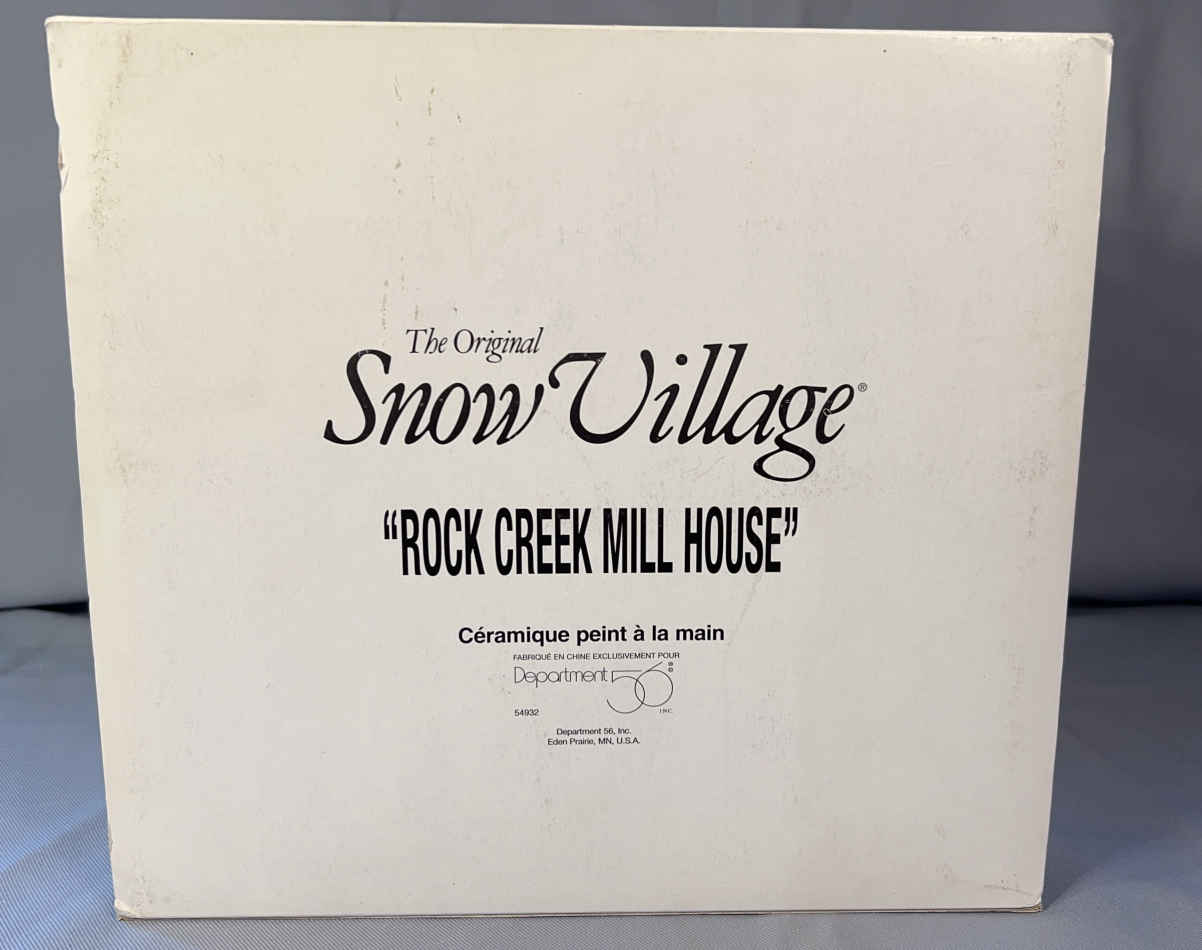 The Original
Snow Village®
“ROCK CREEK MILL HOUSE”
Céramique peint à la main
FABRIQUÉ EN CHINE EXCLUSIVEMENT POUR
Department 56®
54932 INC.
Department 56, Inc.
Eden Prairie, MN, U.S.A.